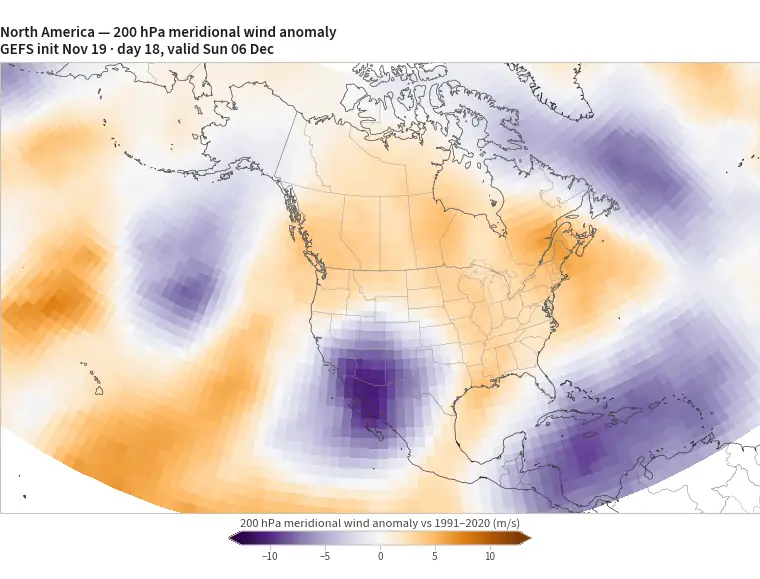 North America — 200 hPa meridional wind anomaly
GEFS init Nov 19 · day 18, valid Sun 06 Dec
200 hPa meridional wind anomaly vs 1991–2020 (m/s)
−10 −5 0 5 10